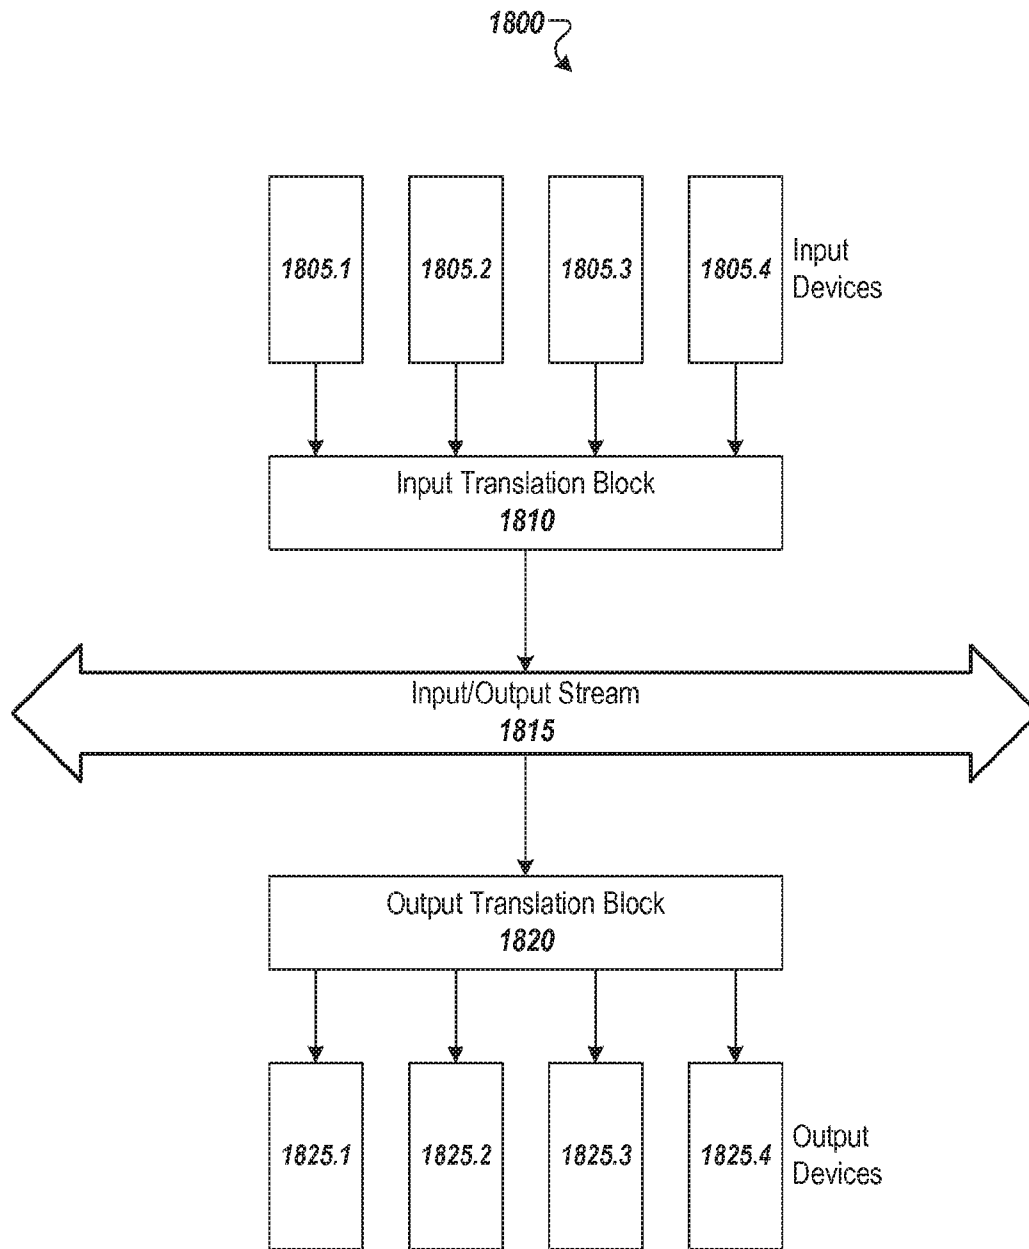 1800
1805.1 1805.2 1805.3 1805.4
Input
Devices
Input Translation Block
1810
Input/Output Stream
1815
Output Translation Block
1820
1825.1 1825.2 1825.3 1825.4
Output
Devices